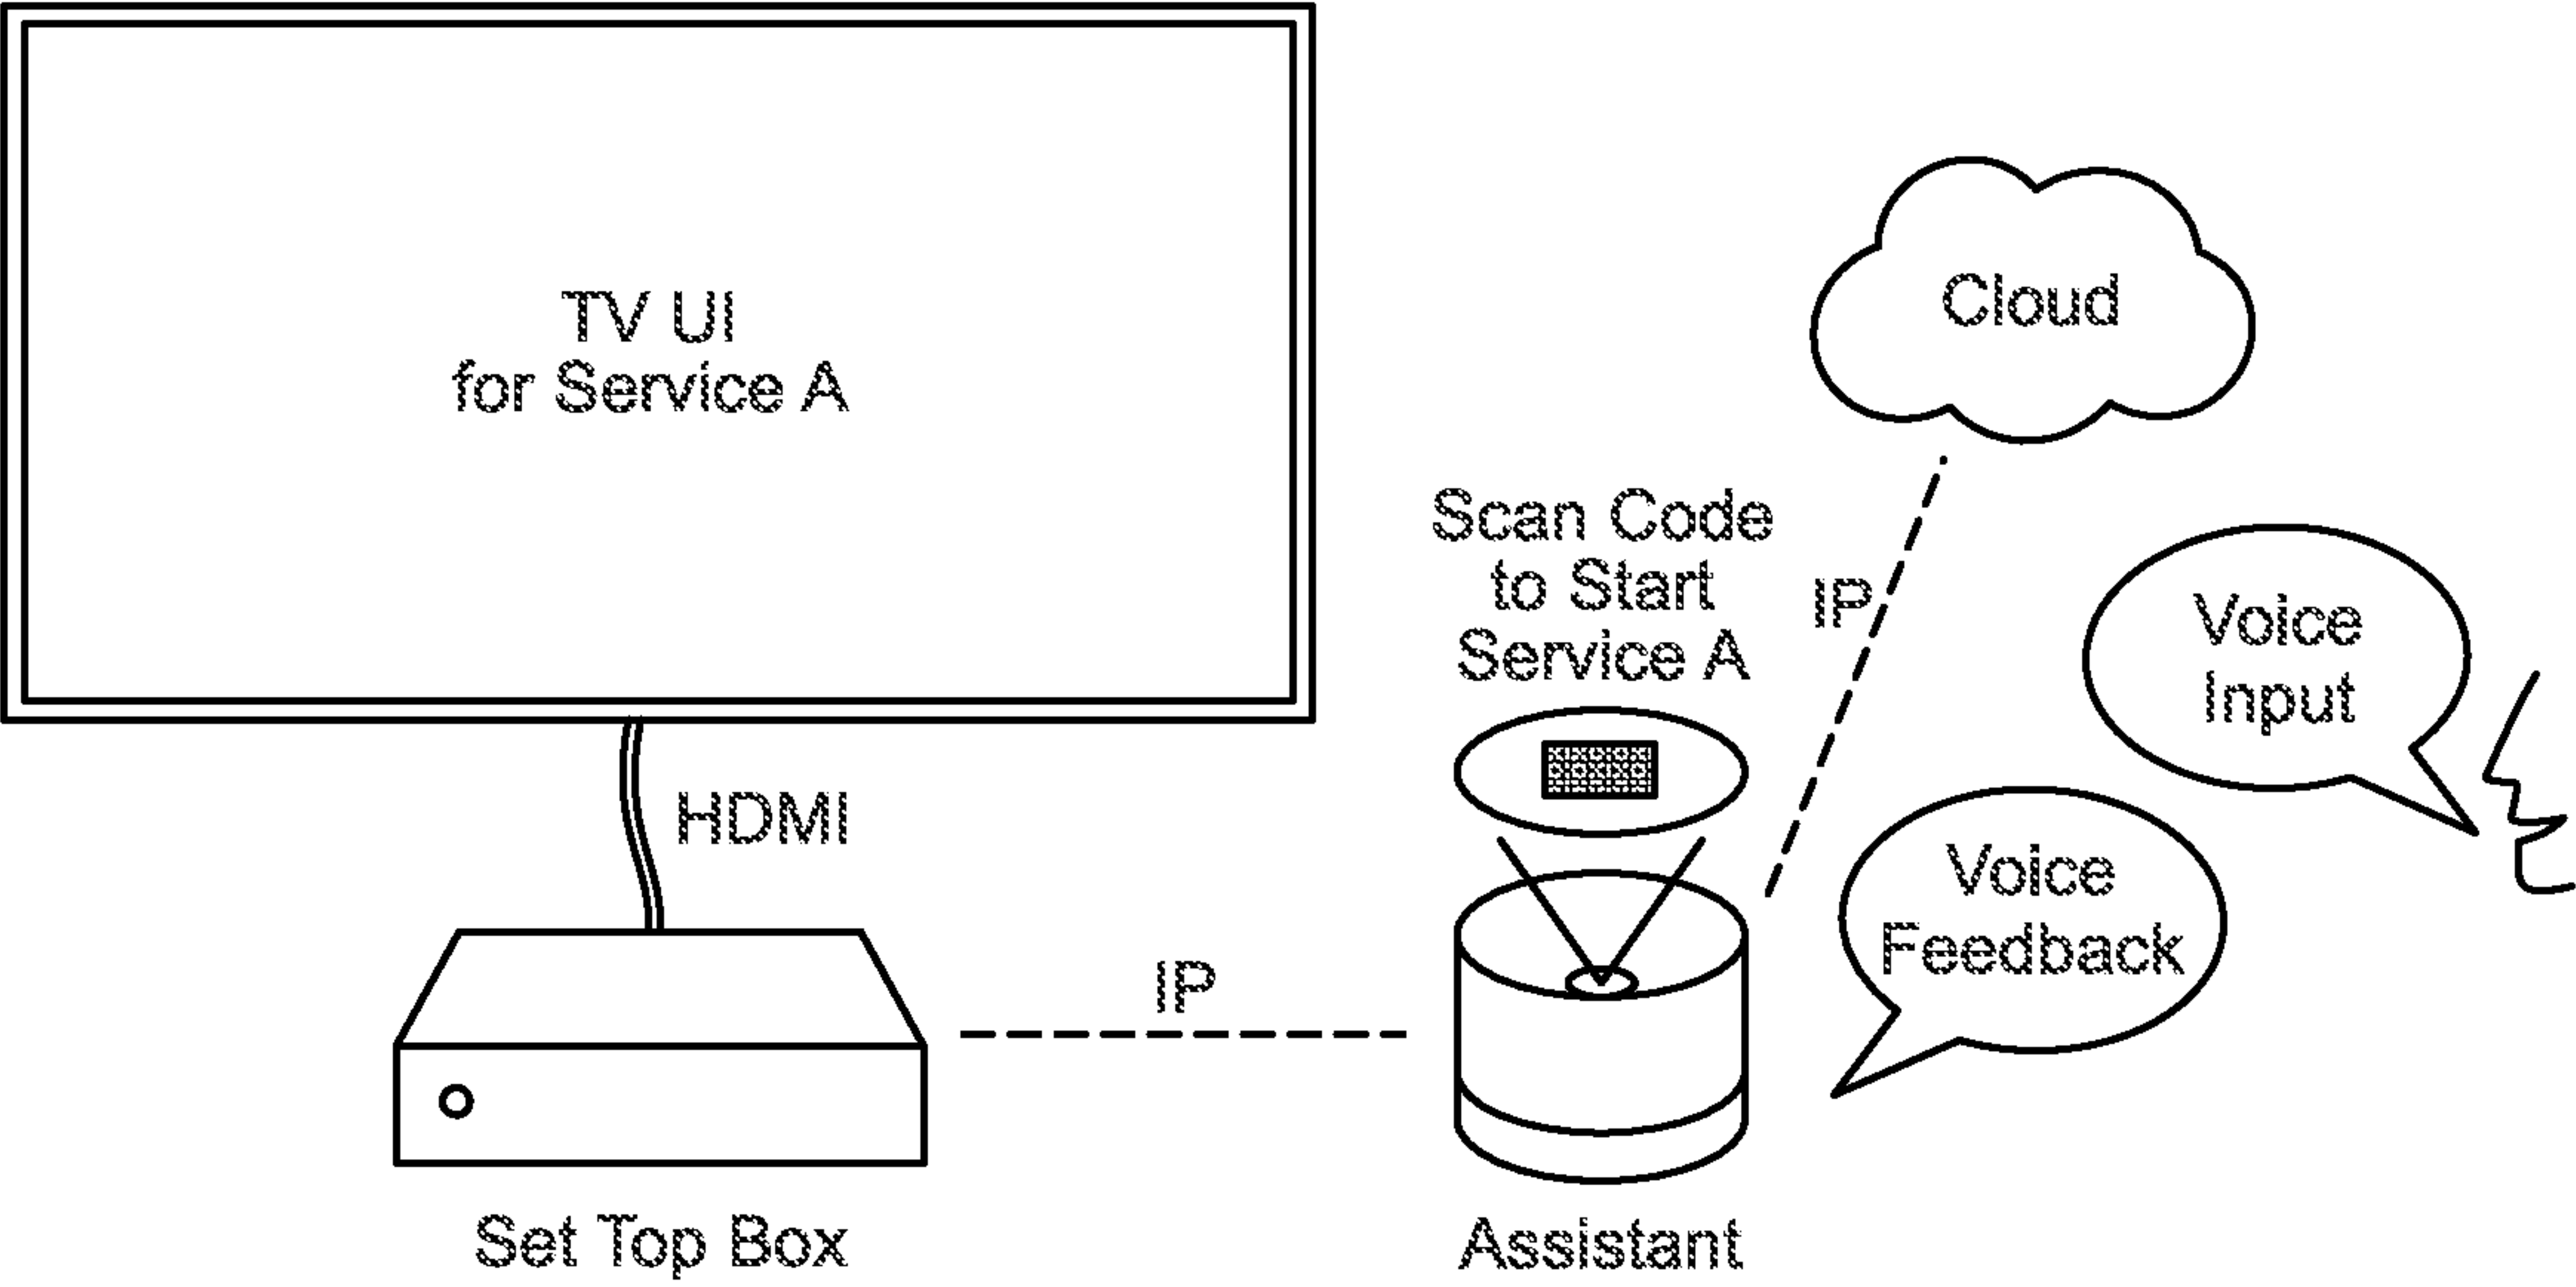 TV UI
for Service A
HDMI
Set Top Box
IP
Scan Code
to Start
Service A
Assistant
IP
Cloud
Voice
Input
Voice
Feedback